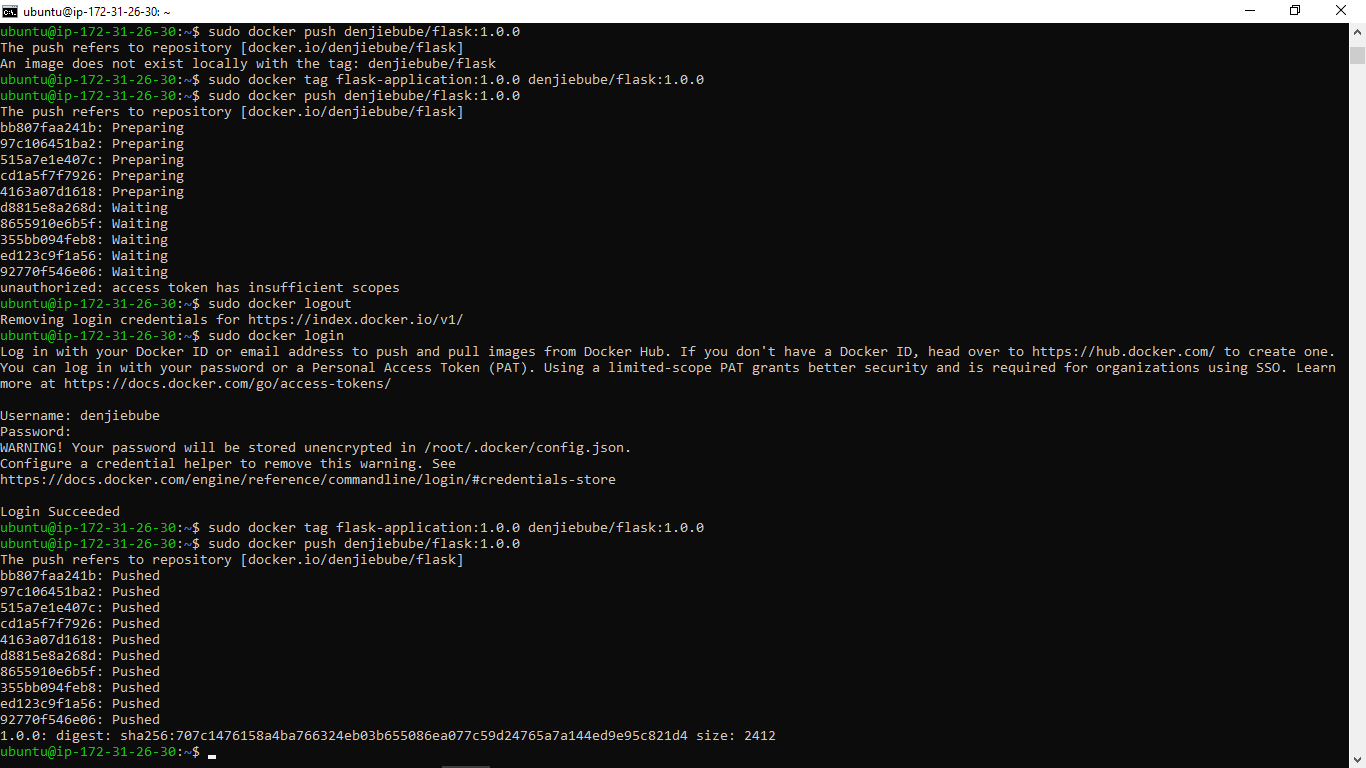 ubuntu@ip-172-31-26-30: ~
ubuntu@ip-172-31-26-30:~$ sudo docker push denjiebube/flask:1.0.0
The push refers to repository [docker.io/denjiebube/flask]
An image does not exist locally with the tag: denjiebube/flask
ubuntu@ip-172-31-26-30:~$ sudo docker tag flask-application:1.0.0 denjiebube/flask:1.0.0
ubuntu@ip-172-31-26-30:~$ sudo docker push denjiebube/flask:1.0.0
The push refers to repository [docker.io/denjiebube/flask]
bb807faa241b: Preparing
97c106451ba2: Preparing
515a7e1e407c: Preparing
cd1a5f7f7926: Preparing
4163a07d1618: Preparing
d8815e8a268d: Waiting
8655910e6b5f: Waiting
355bb094feb8: Waiting
ed123c9f1a56: Waiting
92770f546e06: Waiting
unauthorized: access token has insufficient scopes
ubuntu@ip-172-31-26-30:~$ sudo docker logout
Removing login credentials for https://index.docker.io/v1/
ubuntu@ip-172-31-26-30:~$ sudo docker login
Log in with your Docker ID or email address to push and pull images from Docker Hub. If you don't have a Docker ID, head over to https://hub.docker.com/ to create one.
You can log in with your password or a Personal Access Token (PAT). Using a limited-scope PAT grants better security and is required for organizations using SSO. Learn
more at https://docs.docker.com/go/access-tokens/
Username: denjiebube
Password:
WARNING! Your password will be stored unencrypted in /root/.docker/config.json.
Configure a credential helper to remove this warning. See
https://docs.docker.com/engine/reference/commandline/login/#credentials-store
Login Succeeded
ubuntu@ip-172-31-26-30:~$ sudo docker tag flask-application:1.0.0 denjiebube/flask:1.0.0
ubuntu@ip-172-31-26-30:~$ sudo docker push denjiebube/flask:1.0.0
The push refers to repository [docker.io/denjiebube/flask]
bb807faa241b: Pushed
97c106451ba2: Pushed
515a7e1e407c: Pushed
cd1a5f7f7926: Pushed
4163a07d1618: Pushed
d8815e8a268d: Pushed
8655910e6b5f: Pushed
355bb094feb8: Pushed
ed123c9f1a56: Pushed
92770f546e06: Pushed
1.0.0: digest: sha256:707c1476158a4ba766324eb03b655086ea077c59d24765a7a144ed9e95c821d4 size: 2412
ubuntu@ip-172-31-26-30:~$